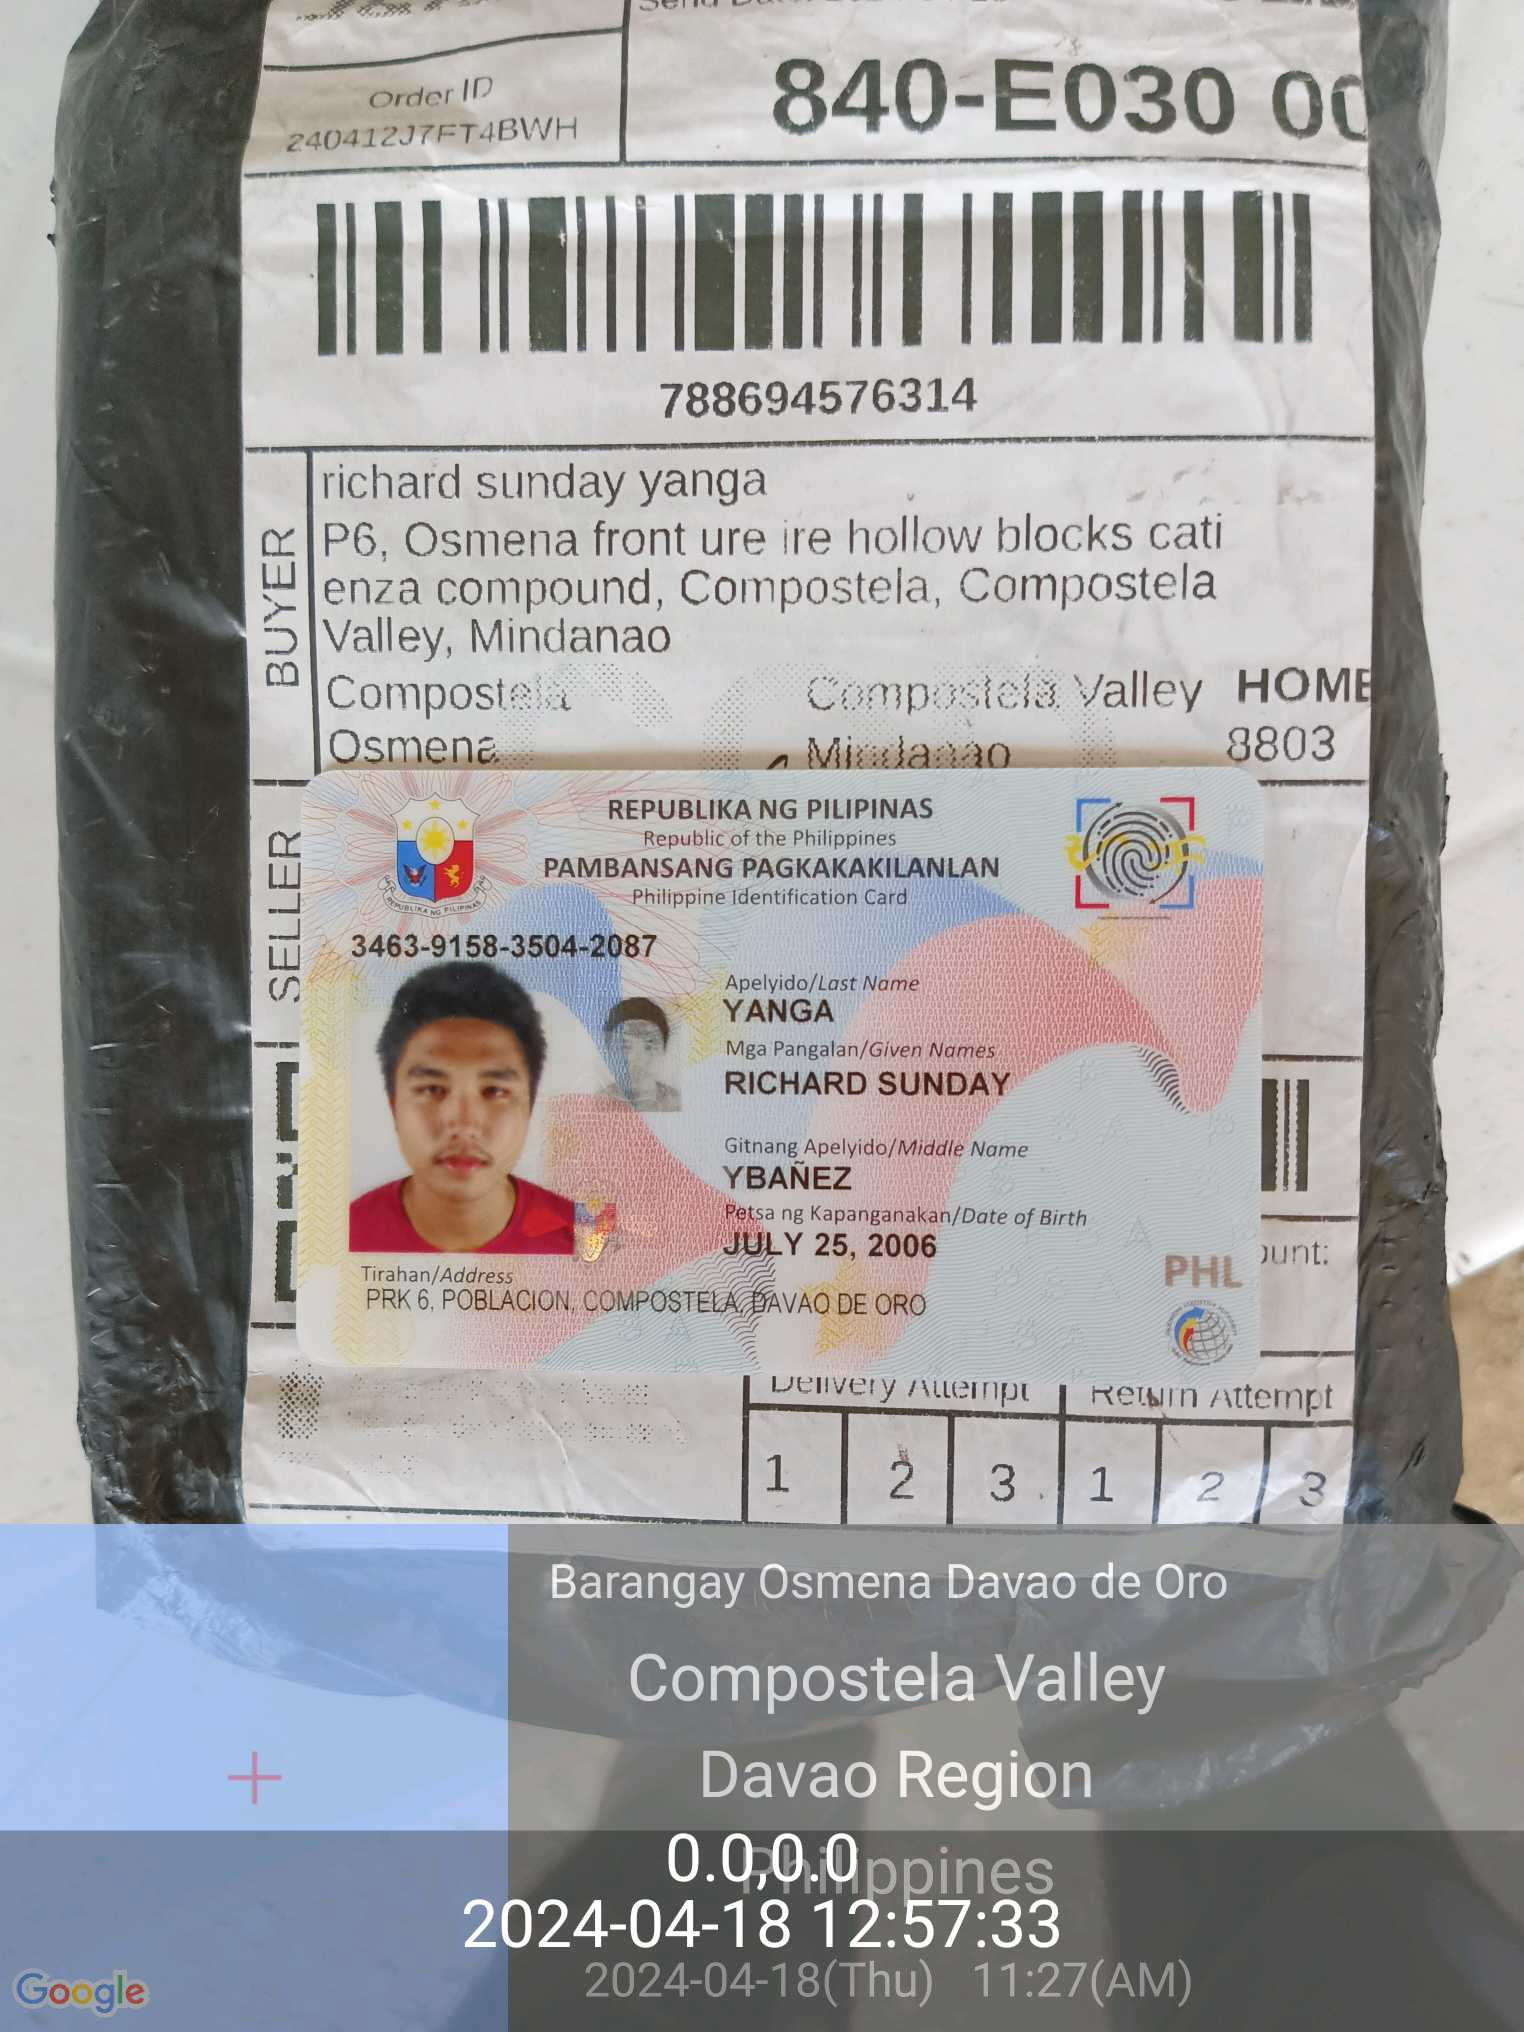 Order ID
240412J7FT4BWH
840-E030
788694576314
BUYER
richard sunday yanga
P6, Osmena front ure ire hollow blocks cati
enza compound, Compostela, Compostela
Valley, Mindanao
Compostela Compostela Valley HOME
Osmena Mindanao 8803
SELLER
REPUBLIKA NG PILIPINAS
Republic of the Philippines
PAMBANSANG PAGKAKAKILANLAN
Philippine Identification Card
REPUBLIKA NG PILIPINAS
3463-9158-3504-2087
Apelyido/Last Name
YANGA
Mga Pangalan/Given Names
RICHARD SUNDAY
Gitnang Apelyido/Middle Name
YBAÑEZ
Petsa ng Kapanganakan/Date of Birth
JULY 25, 2006
Tirahan/Address
PRK 6, POBLACION, COMPOSTELA, DAVAO DE ORO
PHL
Delivery Attempt Return Attempt
1 2 3 1 2 3
Barangay Osmena Davao de Oro
Compostela Valley
Davao Region
Philippines
0.0,0.0
2024-04-18 12:57:33
2024-04-18(Thu) 11:27(AM)
Google